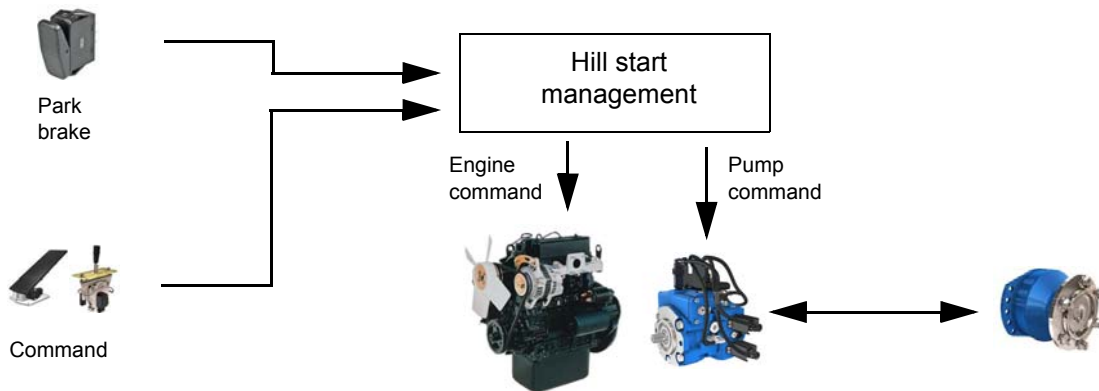 Hill start
management
Park
brake
Engine
command
Pump
command
Command